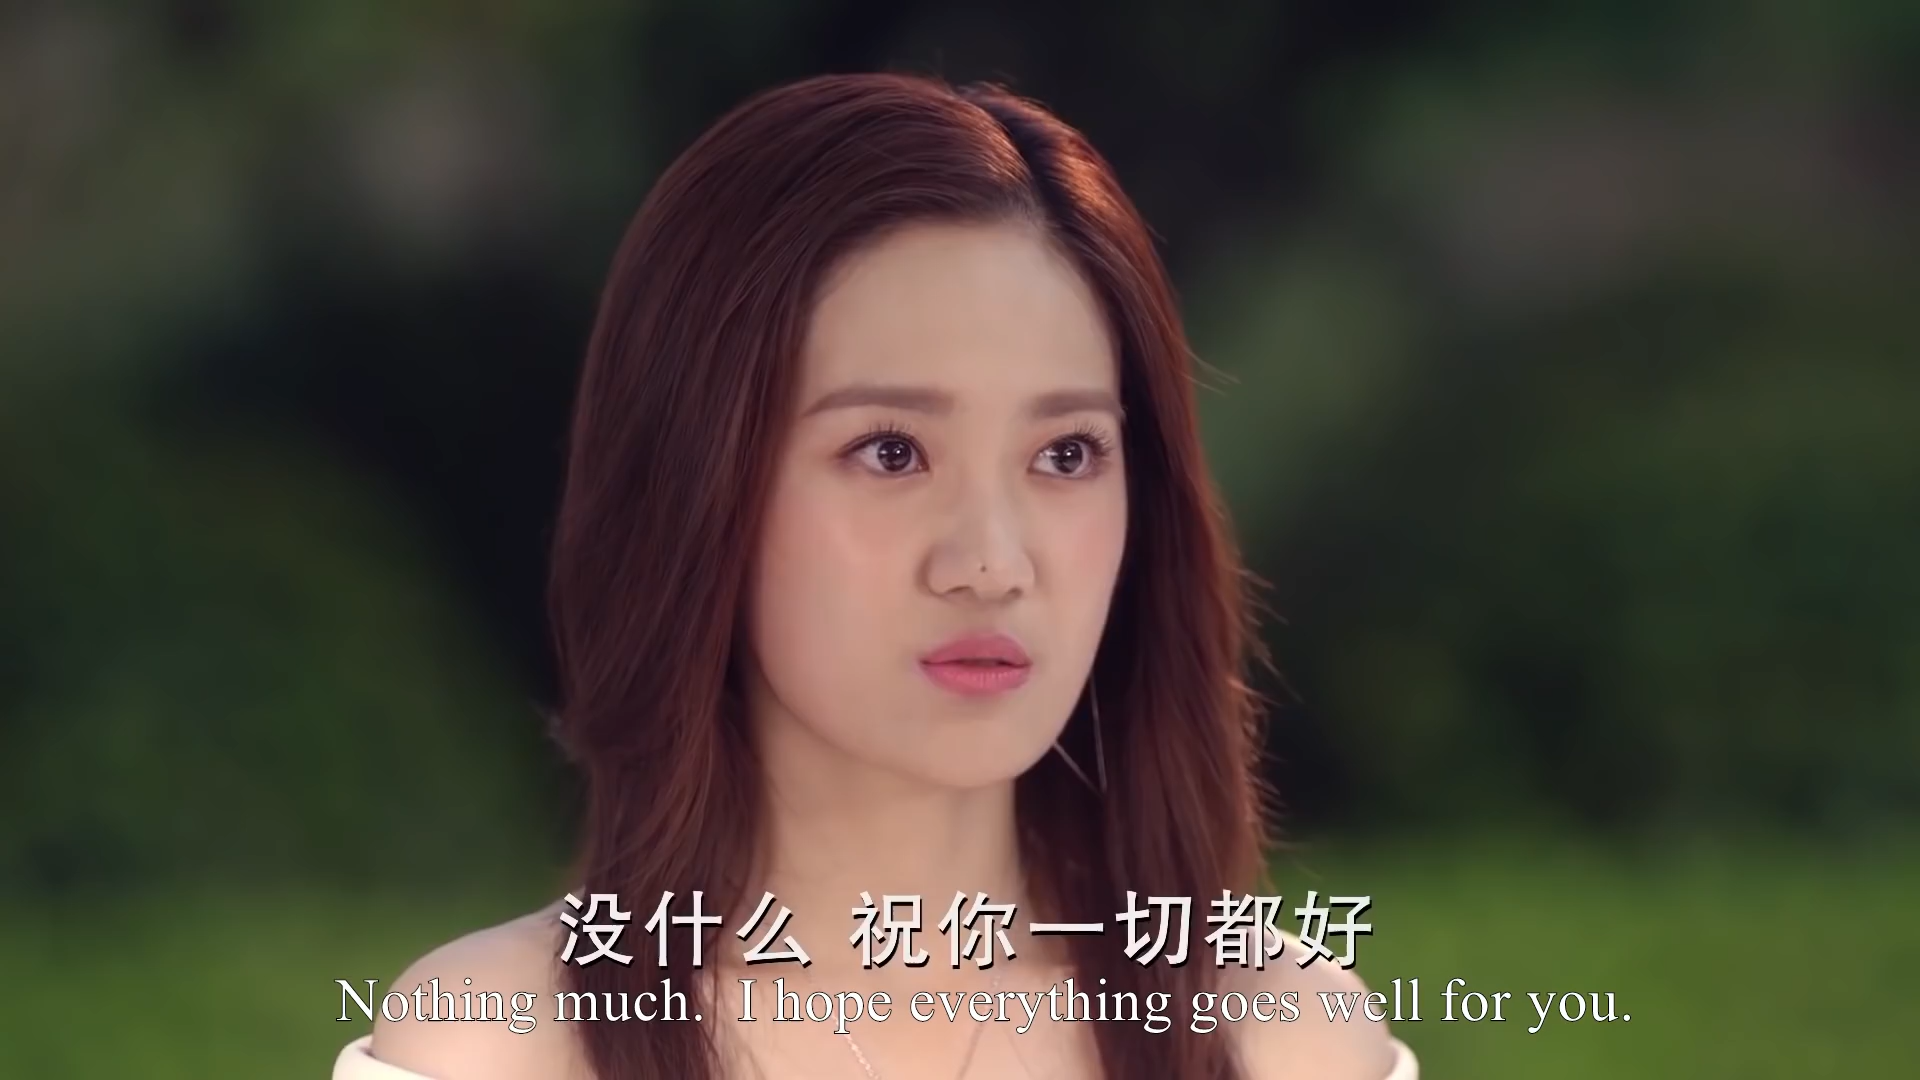 没什么 祝你一切都好
Nothing much.  I hope everything goes well for you.